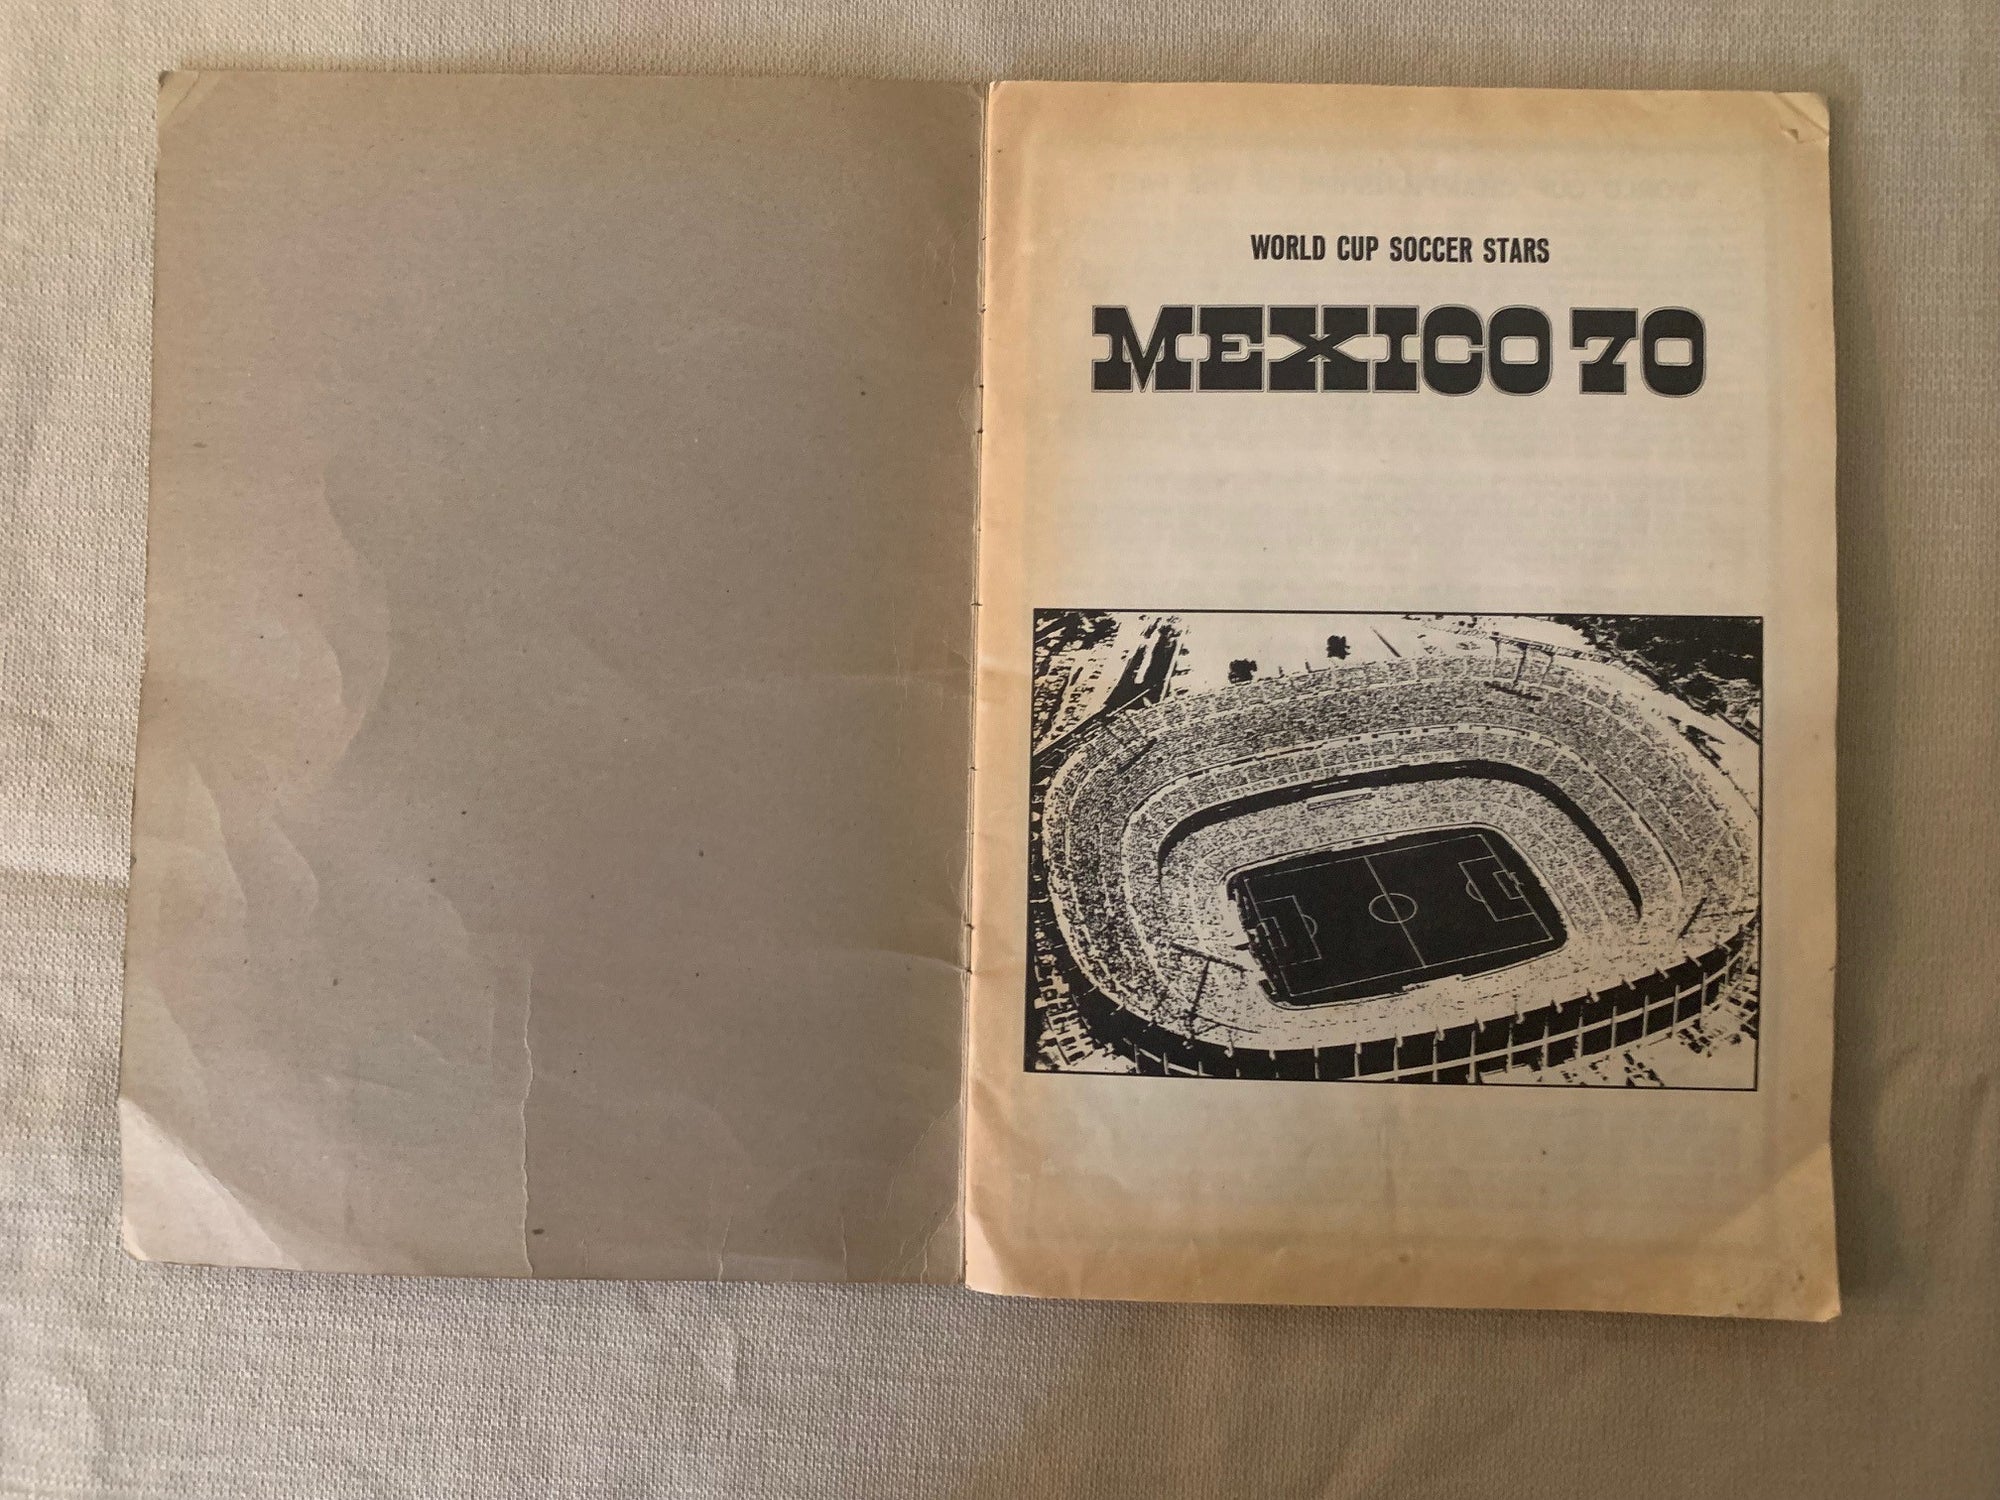 WORLD CUP SOCCER STARS
MEXICO 70